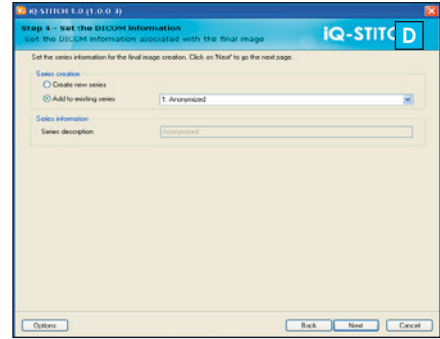 iQ-STITCH 1.0 (1.0.0.3)
Step 4 - Set the DICOM information
Set the DICOM information asociated with the final image
iQ-STITC
D
Set the series information for the final image creation. Click on 'Next' to go the next page.
Series creation
Create new series
Add to existing series
1. Anonymized
Series information
Series description
Anonymized
Options
Back
Next
Cancel